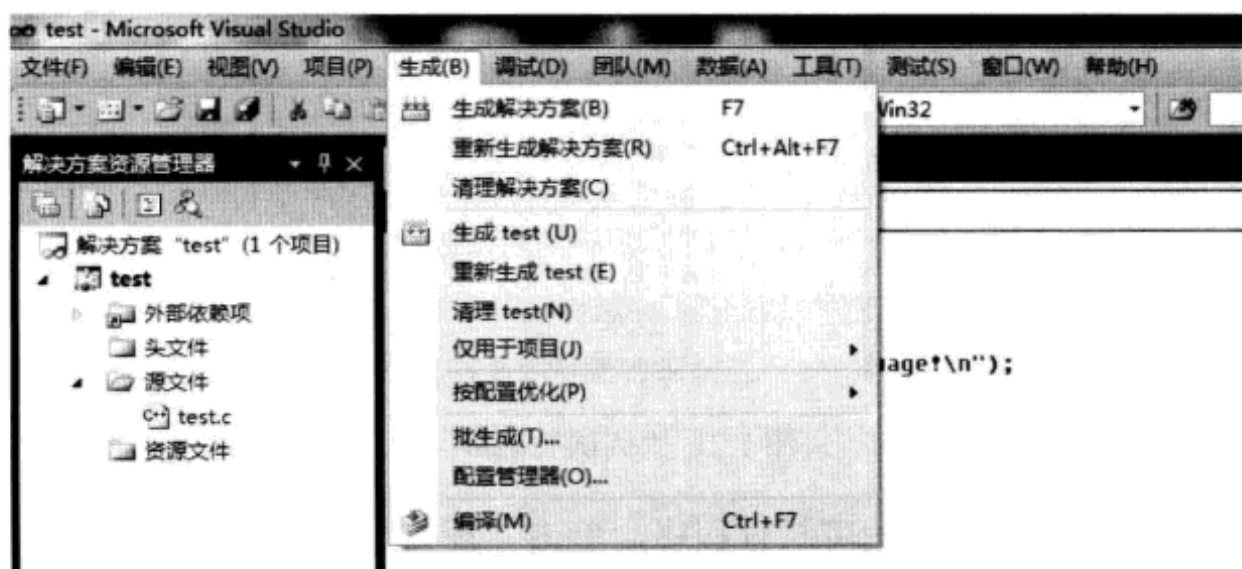 test - Microsoft Visual Studio
文件(F) 编辑(E) 视图(V) 项目(P) 生成(B) 调试(D) 团队(M) 数据(A) 工具(T) 测试(S) 窗口(W) 帮助(H)
生成解决方案(B) F7
Win32
重新生成解决方案(R) Ctrl+Alt+F7
解决方案资源管理器
清理解决方案(C)
生成 test (U)
解决方案 "test" (1 个项目)
重新生成 test (E)
test
清理 test(N)
外部依赖项
仅用于项目(J)
头文件
uage!\n");
源文件
按配置优化(P)
test.c
批生成(T)...
资源文件
配置管理器(O)...
编译(M) Ctrl+F7